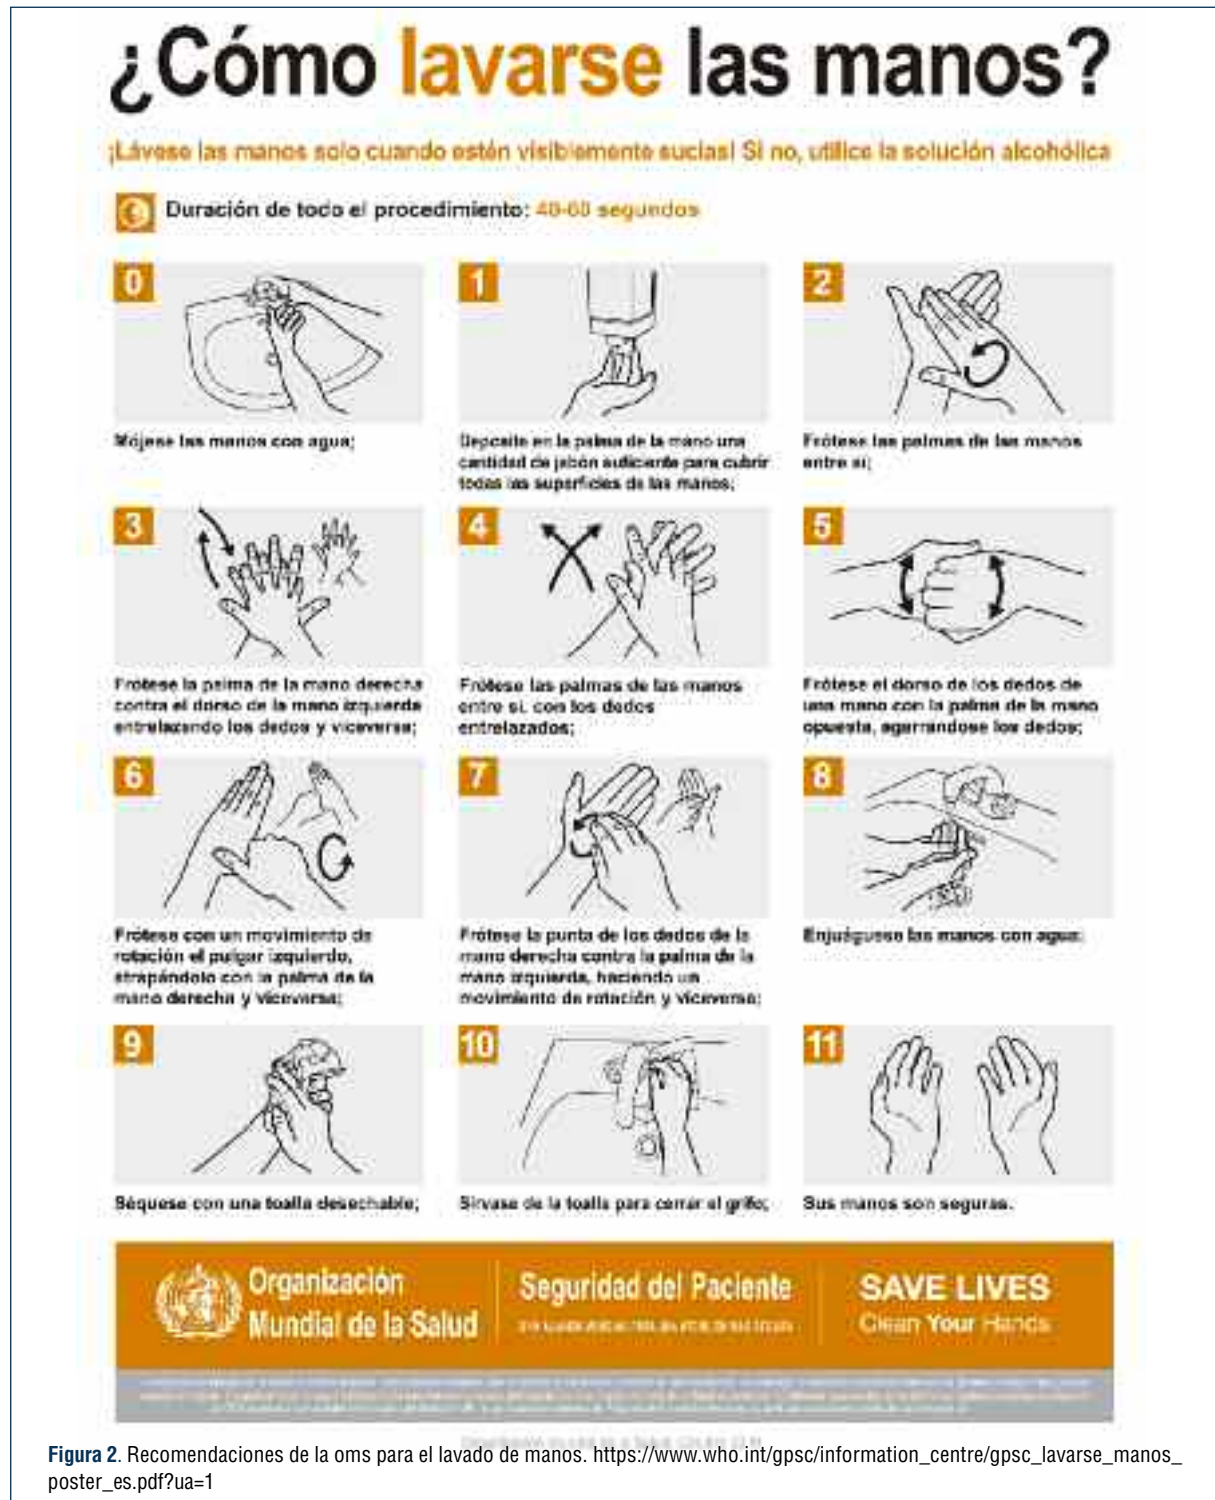 ¿Cómo lavarse las manos?
¡Lávese las manos solo cuando estén visiblemente sucias! Si no, utilice la solución alcohólica
Duración de todo el procedimiento: 40-60 segundos
0
Mójese las manos con agua;
1
Deposite en la palma de la mano una
cantidad de jabón suficiente para cubrir
todas las superficies de las manos;
2
Frótese las palmas de las manos
entre sí;
3
Frótese la palma de la mano derecha
contra el dorso de la mano izquierda
entrelazando los dedos y viceversa;
4
Frótese las palmas de las manos
entre sí, con los dedos
entrelazados;
5
Frótese el dorso de los dedos de
una mano con la palma de la mano
opuesta, agarrándose los dedos;
6
Frótese con un movimiento de
rotación el pulgar izquierdo,
atrapándolo con la palma de la
mano derecha y viceversa;
7
Frótese la punta de los dedos de la
mano derecha contra la palma de la
mano izquierda, haciendo un
movimiento de rotación y viceversa;
8
Enjuáguese las manos con agua;
9
Séquese con una toalla desechable;
10
Sírvase de la toalla para cerrar el grifo;
11
Sus manos son seguras.
Organización
Mundial de la Salud
Seguridad del Paciente
SAVE LIVES
Clean Your Hands
Figura 2. Recomendaciones de la oms para el lavado de manos. https://www.who.int/gpsc/information_centre/gpsc_lavarse_manos_
poster_es.pdf?ua=1